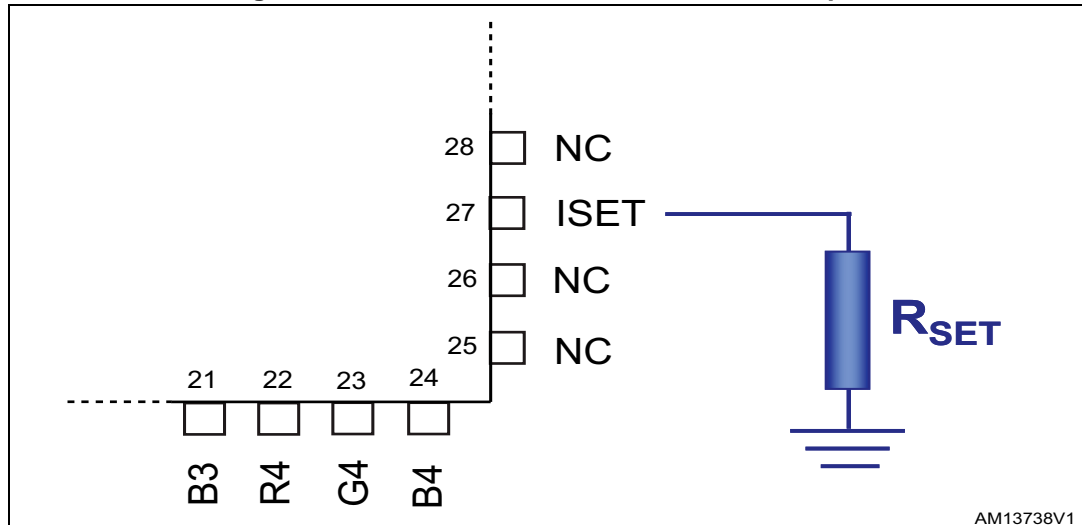 28 NC
27 ISET
26 NC
RSET
25 NC
21 22 23 24
B3 R4 G4 B4
AM13738V1